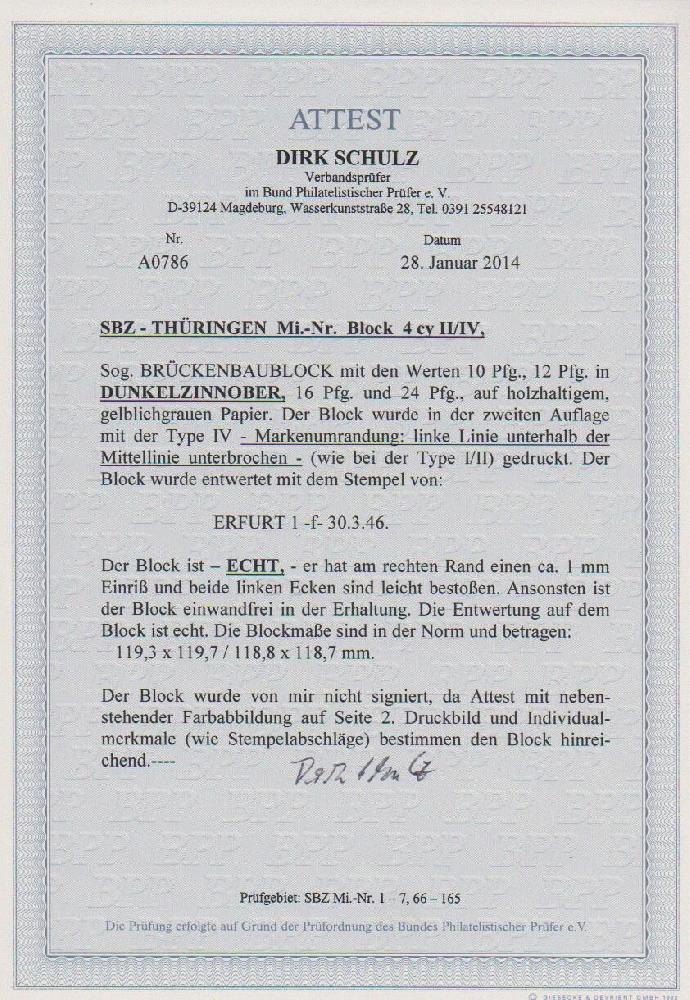 ATTEST
DIRK SCHULZ
Verbandsprüfer
im Bund Philatelistischer Prüfer e. V.
D-39124 Magdeburg, Wasserkunststraße 28, Tel. 0391 25548121
Nr. Datum
A0786 28. Januar 2014
SBZ - THÜRINGEN Mi.-Nr. Block 4 cy II/IV,
Sog. BRÜCKENBAUBLOCK mit den Werten 10 Pfg., 12 Pfg. in
DUNKELZINNOBER, 16 Pfg. und 24 Pfg., auf holzhaltigem,
gelblichgrauen Papier. Der Block wurde in der zweiten Auflage
mit der Type IV - Markenumrandung: linke Linie unterhalb der
Mittellinie unterbrochen - (wie bei der Type I/II) gedruckt. Der
Block wurde entwertet mit dem Stempel von:
ERFURT 1 -f- 30.3.46.
Der Block ist – ECHT, - er hat am rechten Rand einen ca. 1 mm
Einriß und beide linken Ecken sind leicht bestoßen. Ansonsten ist
der Block einwandfrei in der Erhaltung. Die Entwertung auf dem
Block ist echt. Die Blockmaße sind in der Norm und betragen:
119,3 x 119,7 / 118,8 x 118,7 mm.
Der Block wurde von mir nicht signiert, da Attest mit neben-
stehender Farbabbildung auf Seite 2. Druckbild und Individual-
merkmale (wie Stempelabschläge) bestimmen den Block hinrei-
chend.----
Prüfgebiet: SBZ Mi.-Nr. 1 - 7, 66 – 165
Die Prüfung erfolgte auf Grund der Prüfordnung des Bundes Philatelistischer Prüfer e.V.
© GIESECKE & DEVRIENT GMBH